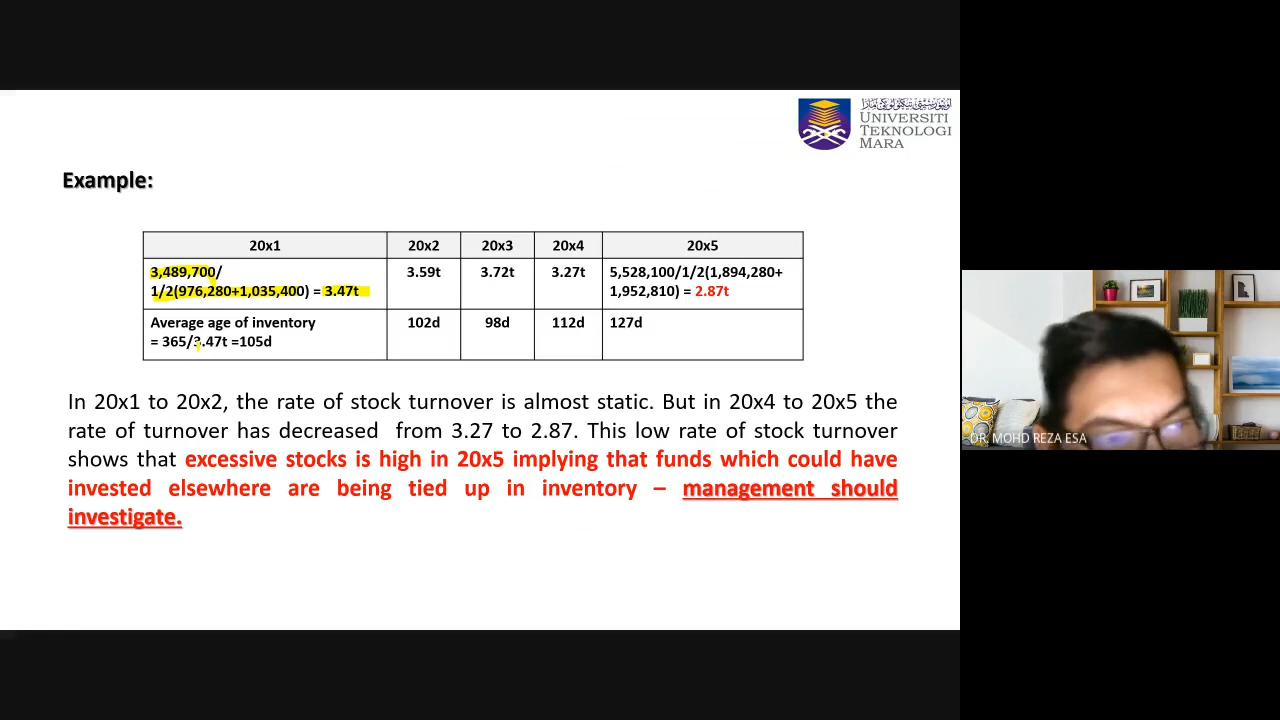 اونيۏرسيتي تيكنولوڬي مارا
UNIVERSITI
TEKNOLOGI
MARA
Example:
20x1 20x2 20x3 20x4 20x5
3,489,700/
1/2(976,280+1,035,400) = 3.47t
3.59t 3.72t 3.27t
5,528,100/1/2(1,894,280+
1,952,810) = 2.87t
Average age of inventory
= 365/3.47t =105d
102d 98d 112d 127d
In 20x1 to 20x2, the rate of stock turnover is almost static. But in 20x4 to 20x5 the
rate of turnover has decreased from 3.27 to 2.87. This low rate of stock turnover
shows that excessive stocks is high in 20x5 implying that funds which could have
invested elsewhere are being tied up in inventory – management should
investigate.
DR. MOHD REZA ESA